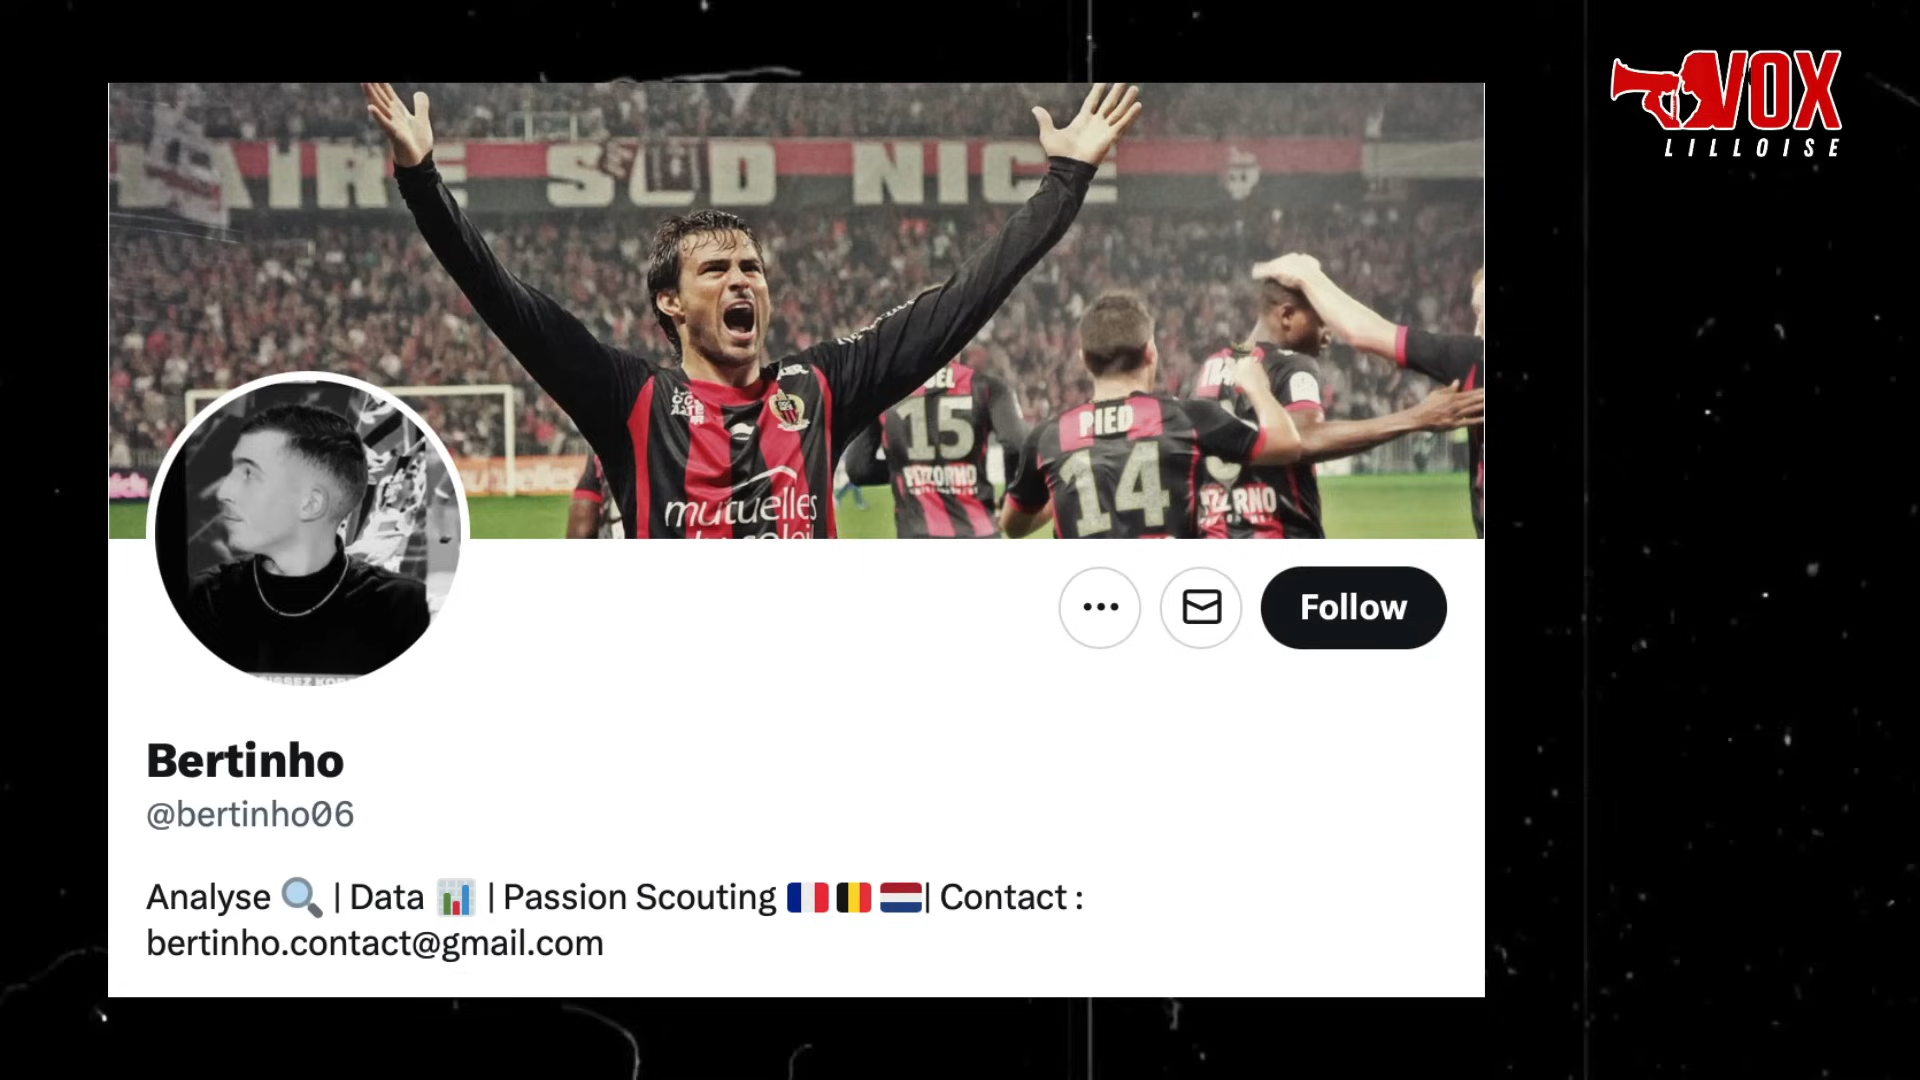 VOX
LILLOISE
LAIRE SUD NICE
15
PIED
14
mutuelles
Follow
Bertinho
@bertinho06
Analyse 🔍 | Data 📊 | Passion Scouting 🇫🇷 🇧🇪 🇳🇱| Contact :
bertinho.contact@gmail.com